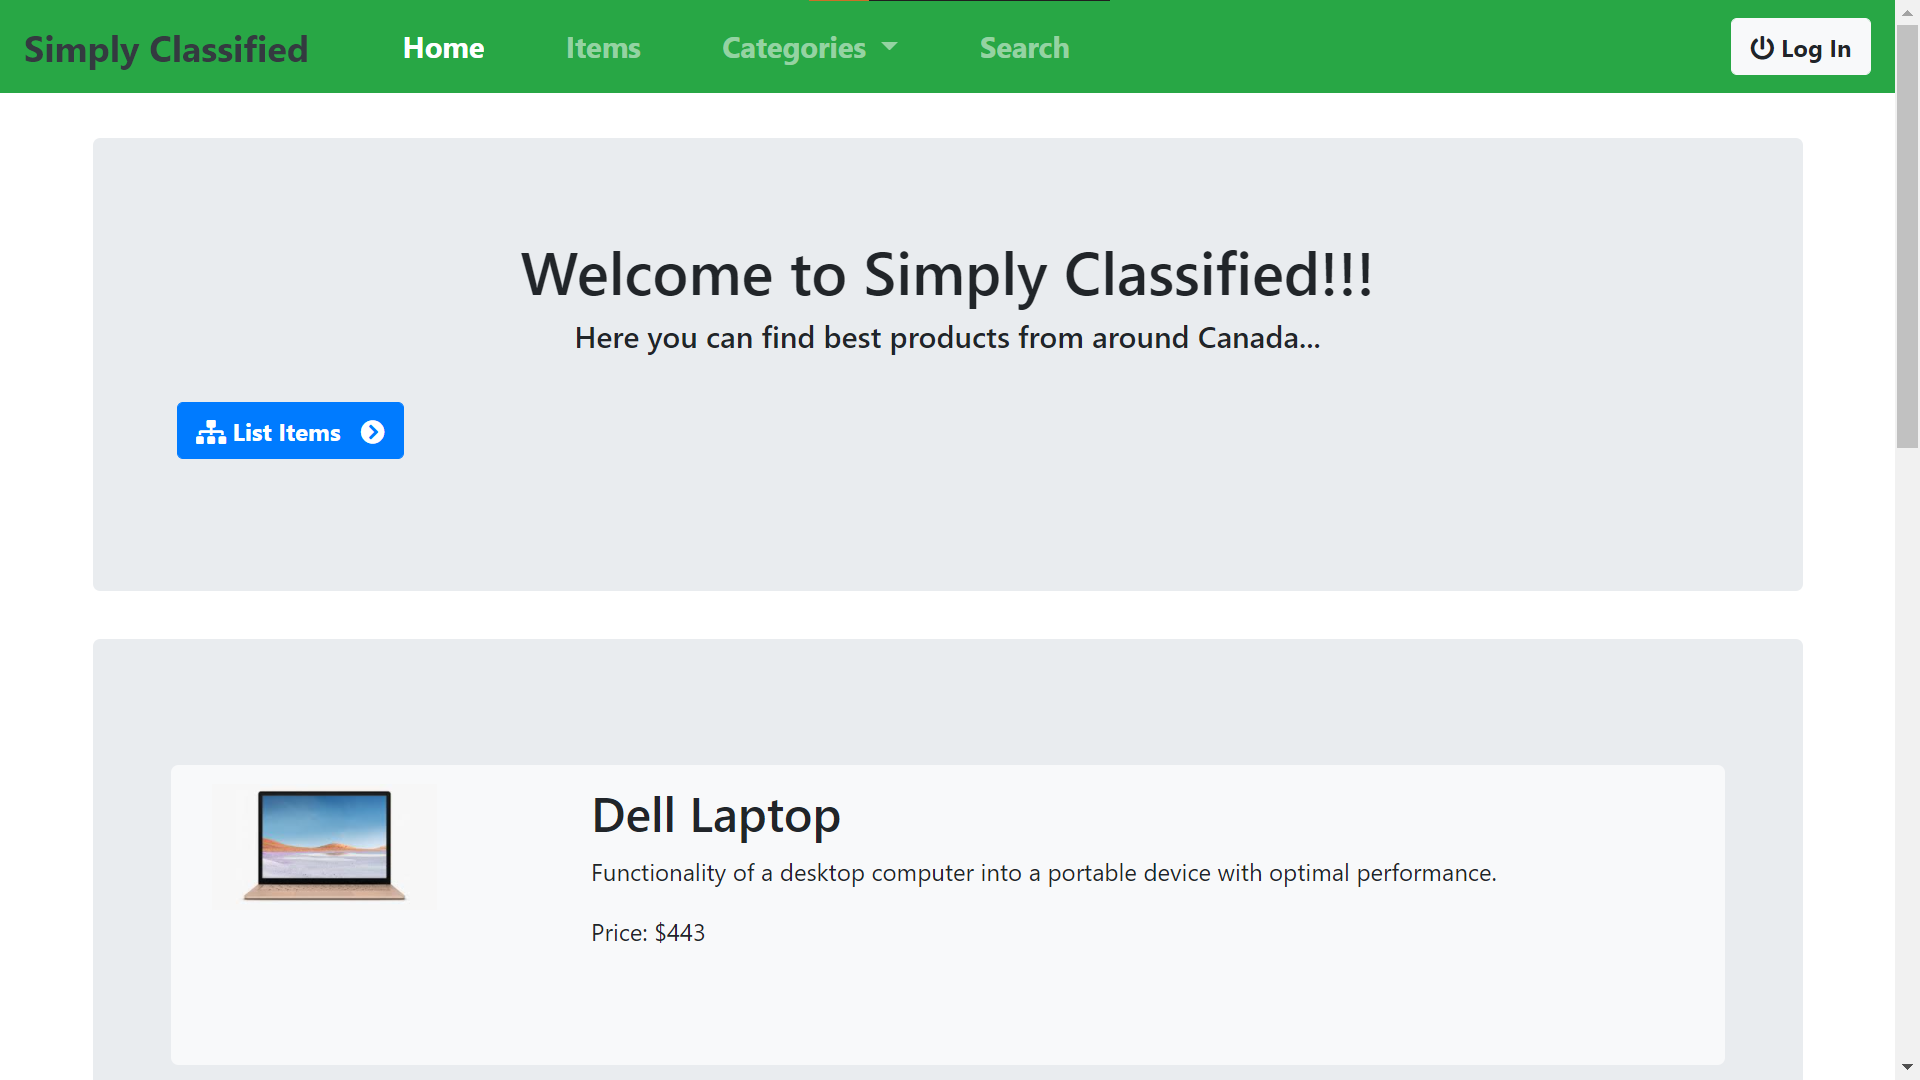 Simply Classified Home Items Categories Search Log In
Welcome to Simply Classified!!!
Here you can find best products from around Canada...
List Items
Dell Laptop
Functionality of a desktop computer into a portable device with optimal performance.
Price: $443